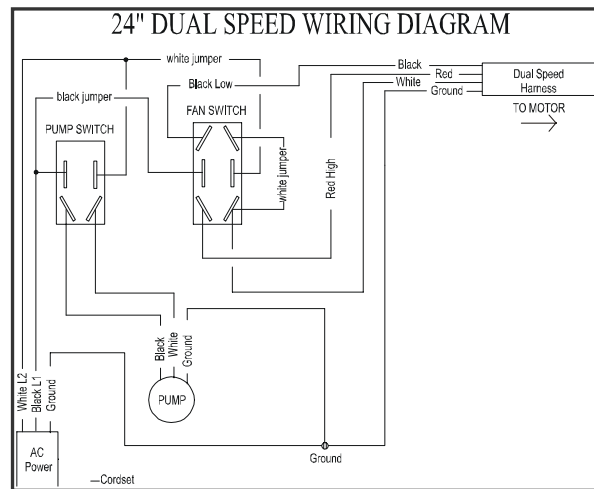 24" DUAL SPEED WIRING DIAGRAM
white jumper
Black
Black Low
Red
White
Dual Speed
Harness
Ground
black jumper
FAN SWITCH
TO MOTOR
PUMP SWITCH
white jumper
Red High
Black
White
Ground
White L2
Black L1
Ground
PUMP
AC
Power
Ground
Cordset